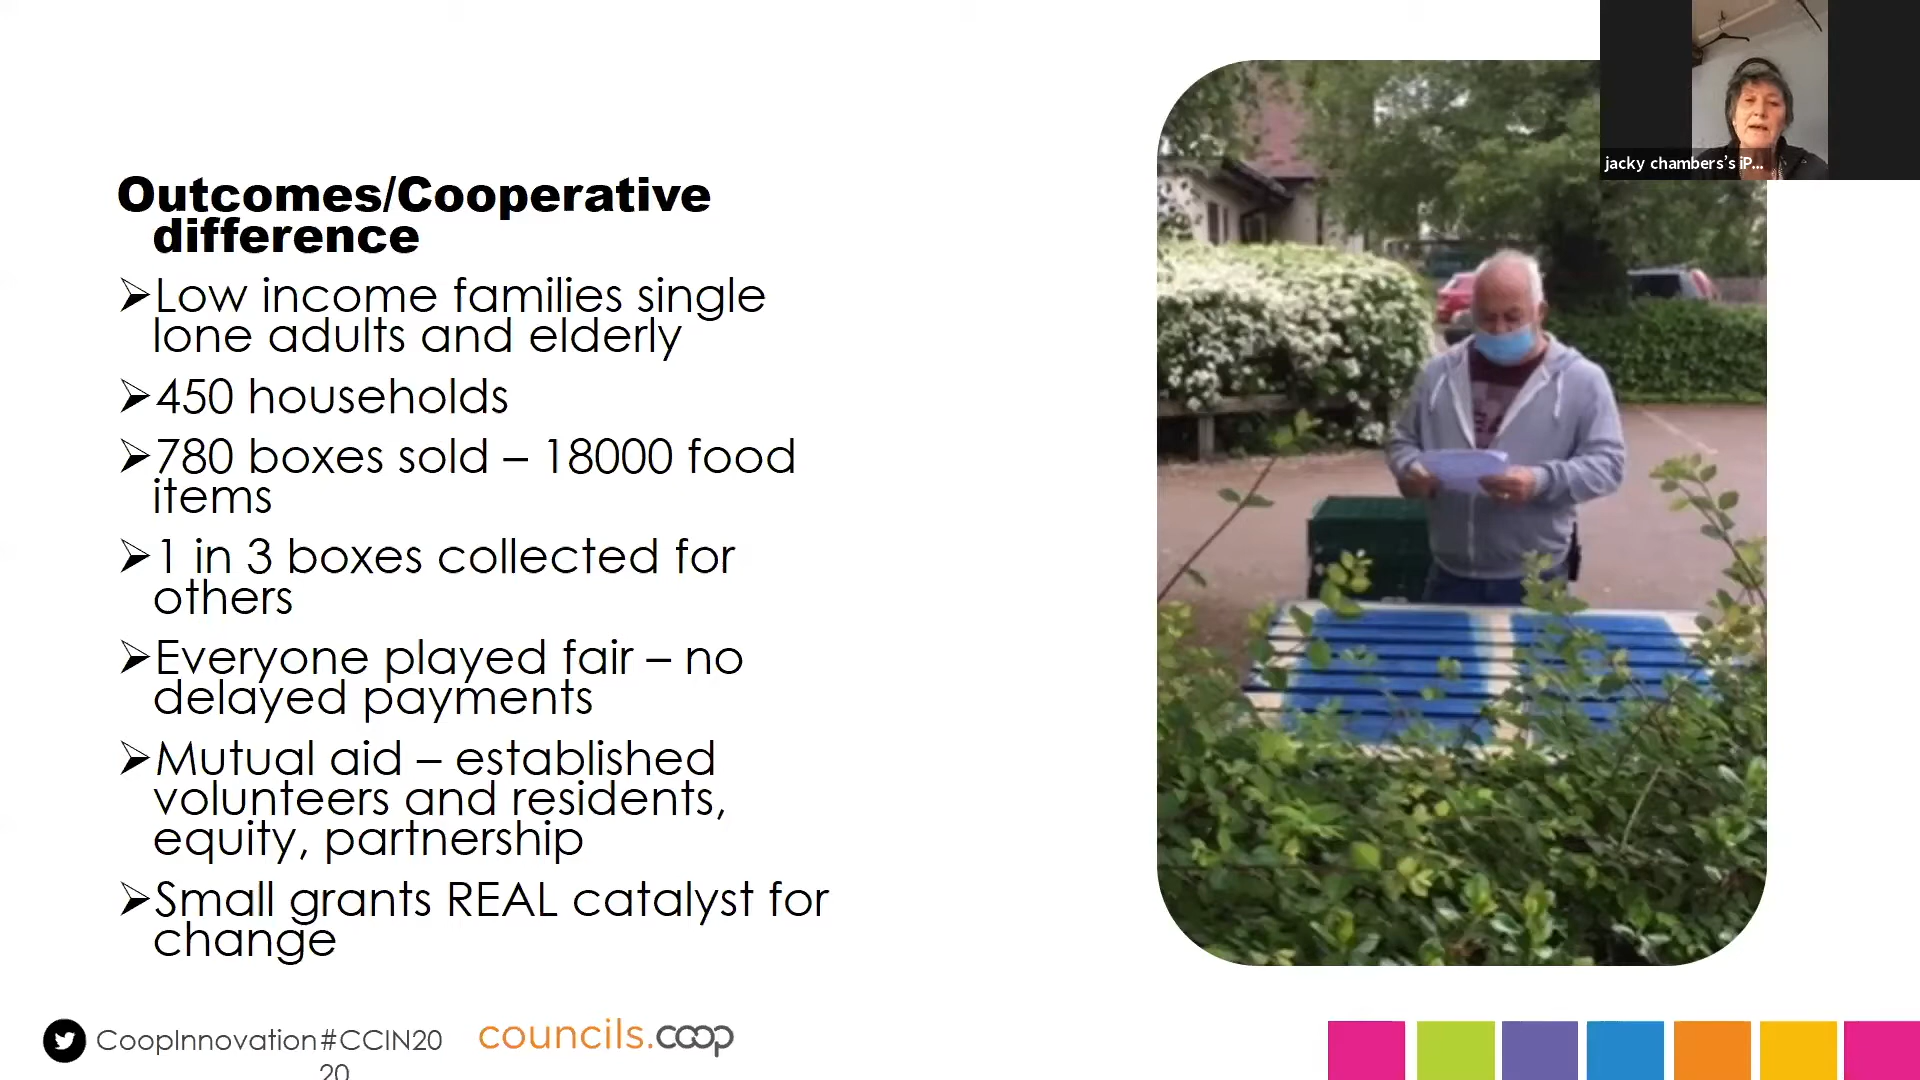 jacky chambers's iP...
Outcomes/Cooperative
difference
➢Low income families single
lone adults and elderly
➢450 households
➢780 boxes sold – 18000 food
items
➢1 in 3 boxes collected for
others
➢Everyone played fair – no
delayed payments
➢Mutual aid – established
volunteers and residents,
equity, partnership
➢Small grants REAL catalyst for
change
CoopInnovation #CCIN20
20
councils.coop